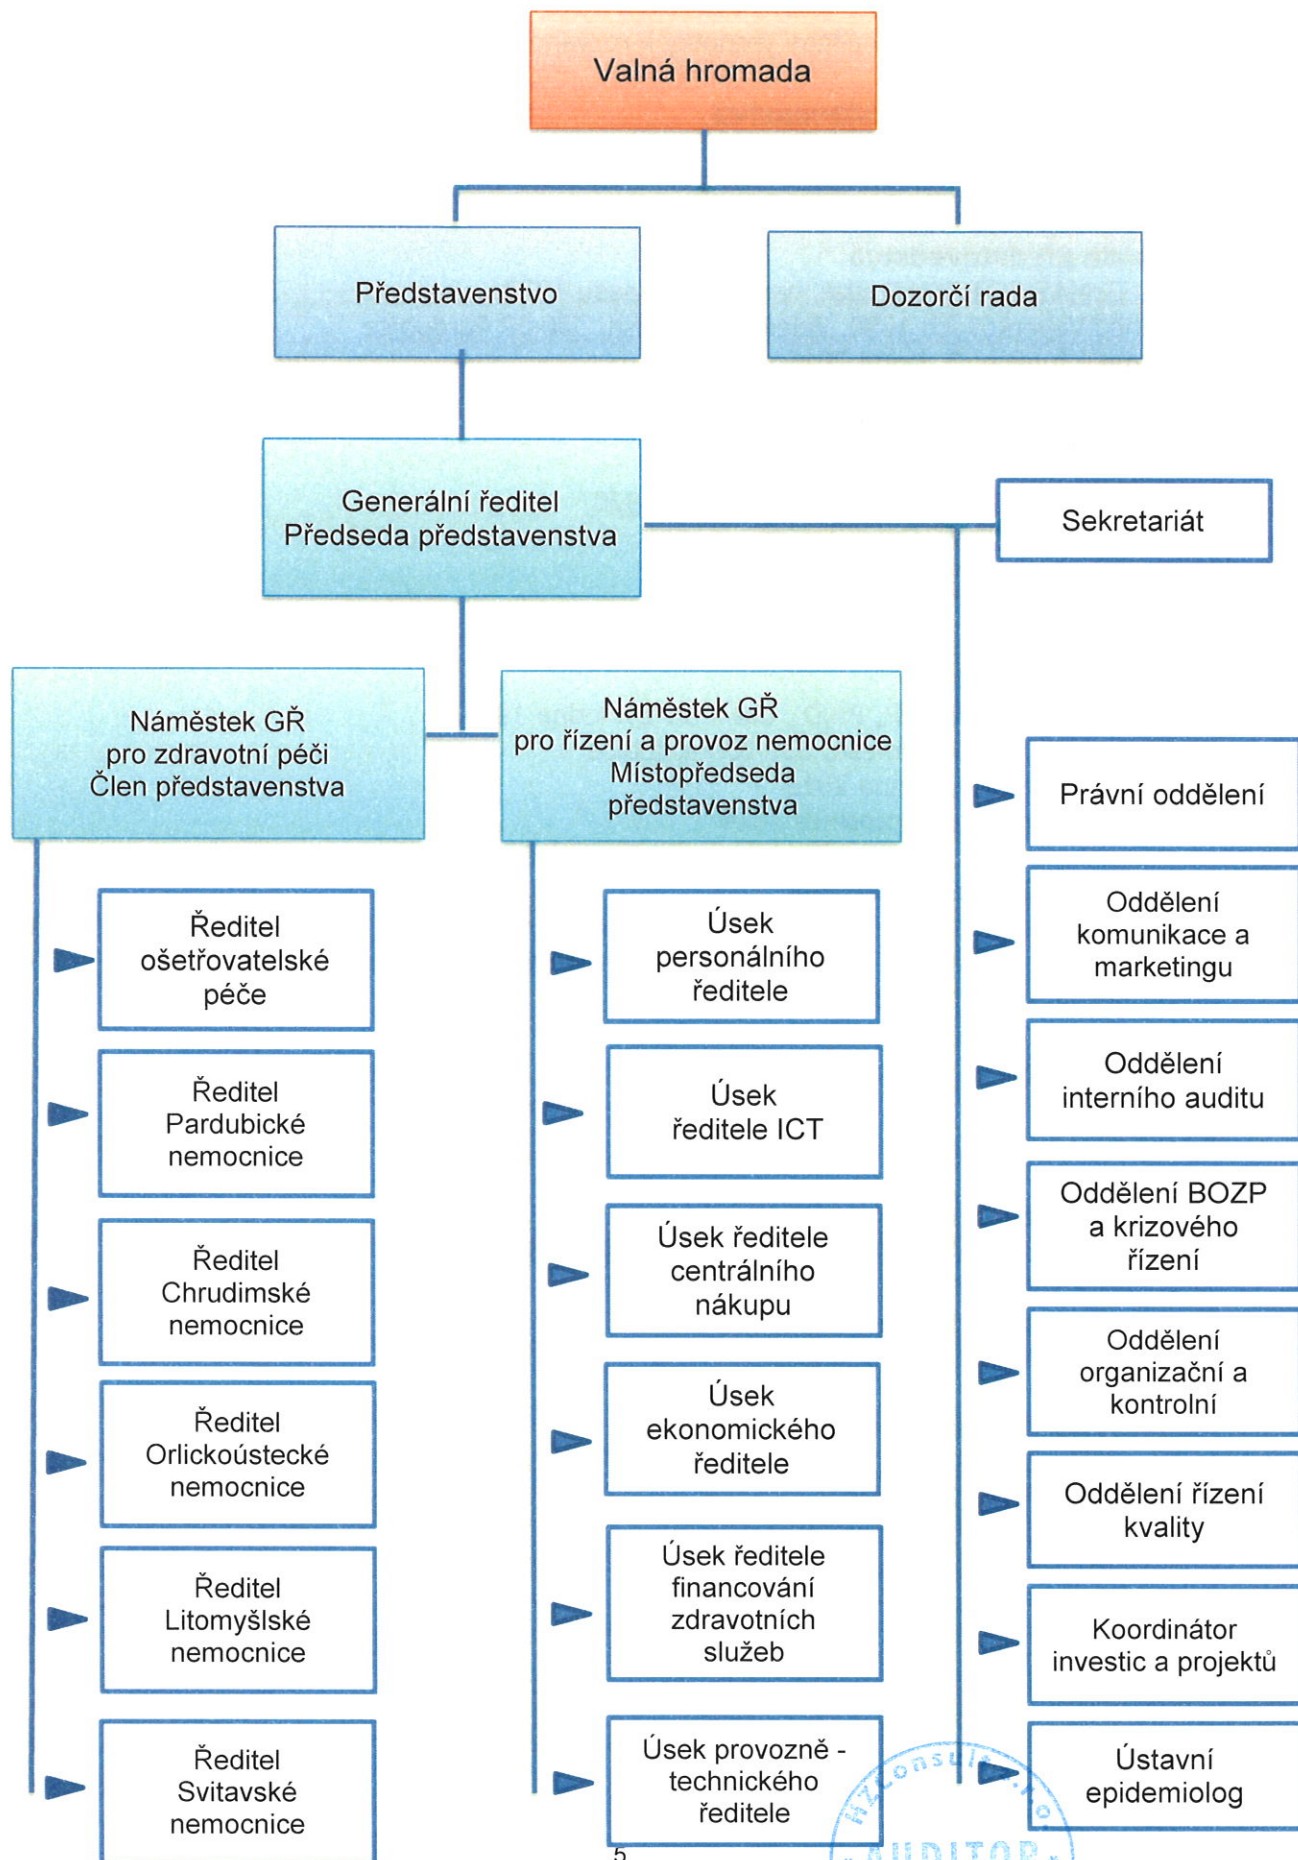 Valná hromada
Představenstvo
Dozorčí rada
Generální ředitel
Předseda představenstva
Sekretariát
Náměstek GŘ
pro zdravotní péči
Člen představenstva
Náměstek GŘ
pro řízení a provoz nemocnice
Místopředseda
představenstva
Ředitel
ošetřovatelské
péče
Ředitel
Pardubické
nemocnice
Ředitel
Chrudimské
nemocnice
Ředitel
Orlickoústecké
nemocnice
Ředitel
Litomyšlské
nemocnice
Ředitel
Svitavské
nemocnice
Úsek
personálního
ředitele
Úsek
ředitele ICT
Úsek ředitele
centrálního
nákupu
Úsek
ekonomického
ředitele
Úsek ředitele
financování
zdravotních
služeb
Úsek provozně -
technického
ředitele
Právní oddělení
Oddělení
komunikace a
marketingu
Oddělení
interního auditu
Oddělení BOZP
a krizového
řízení
Oddělení
organizační a
kontrolní
Oddělení řízení
kvality
Koordinátor
investic a projektů
Ústavní
epidemiolog
HZConsult s.r.o.
AUDITOR
5